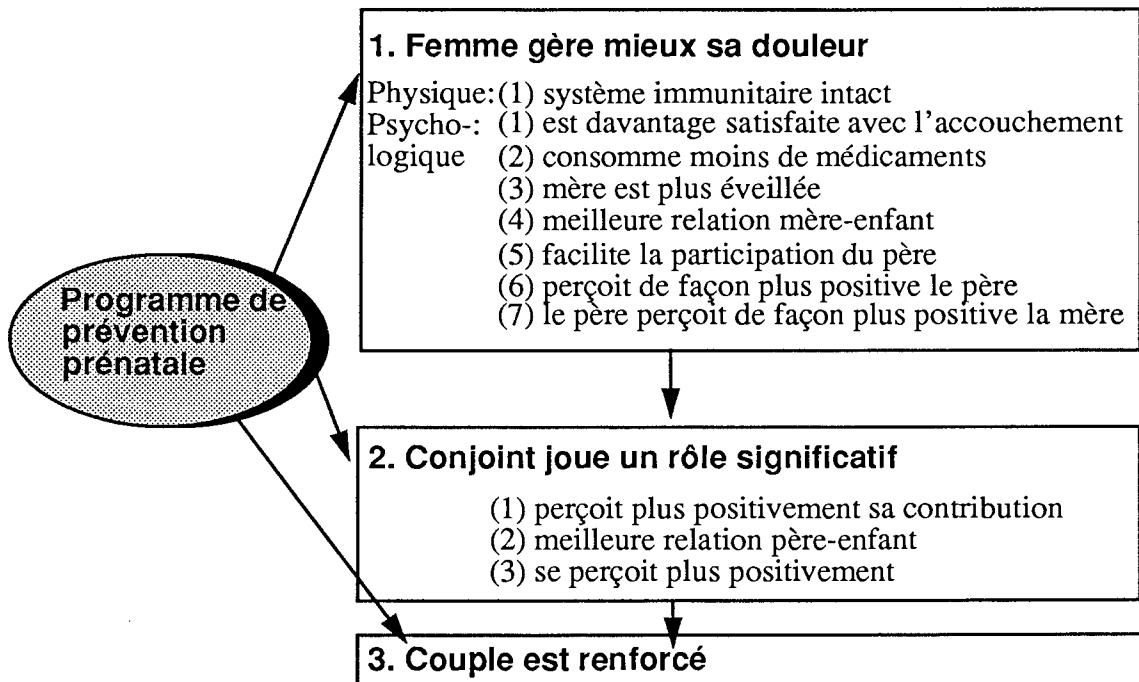 1. Femme gère mieux sa douleur
Physique: (1) système immunitaire intact
Psycho-: (1) est davantage satisfaite avec l'accouchement
logique (2) consomme moins de médicaments
(3) mère est plus éveillée
(4) meilleure relation mère-enfant
(5) facilite la participation du père
(6) perçoit de façon plus positive le père
(7) le père perçoit de façon plus positive la mère
Programme de
prévention
prénatale
2. Conjoint joue un rôle significatif
(1) perçoit plus positivement sa contribution
(2) meilleure relation père-enfant
(3) se perçoit plus positivement
3. Couple est renforcé